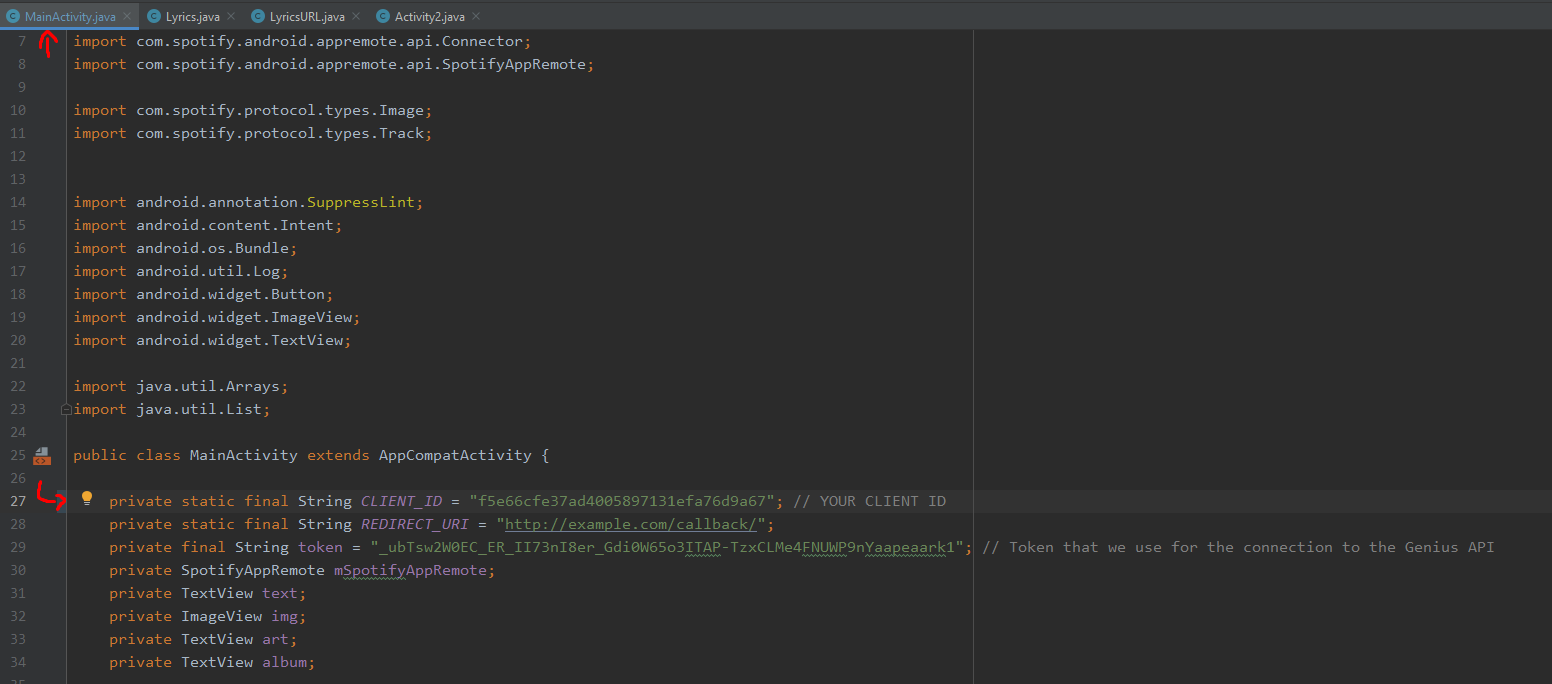 MainActivity.java Lyrics.java LyricsURL.java Activity2.java
7 import com.spotify.android.appremote.api.Connector;
8 import com.spotify.android.appremote.api.SpotifyAppRemote;
9
10 import com.spotify.protocol.types.Image;
11 import com.spotify.protocol.types.Track;
12
13
14 import android.annotation.SuppressLint;
15 import android.content.Intent;
16 import android.os.Bundle;
17 import android.util.Log;
18 import android.widget.Button;
19 import android.widget.ImageView;
20 import android.widget.TextView;
21
22 import java.util.Arrays;
23 import java.util.List;
24
25 public class MainActivity extends AppCompatActivity {
26
27 private static final String CLIENT_ID = "f5e66cfe37ad4005897131efa76d9a67"; // YOUR CLIENT ID
28 private static final String REDIRECT_URI = "http://example.com/callback/";
29 private final String token = "_ubTsw2W0EC_ER_II73nI8er_Gdi0W65o3ITAP-TzxCLMe4FNUWP9nYaapeaark1"; // Token that we use for the connection to the Genius API
30 private SpotifyAppRemote mSpotifyAppRemote;
31 private TextView text;
32 private ImageView img;
33 private TextView art;
34 private TextView album;